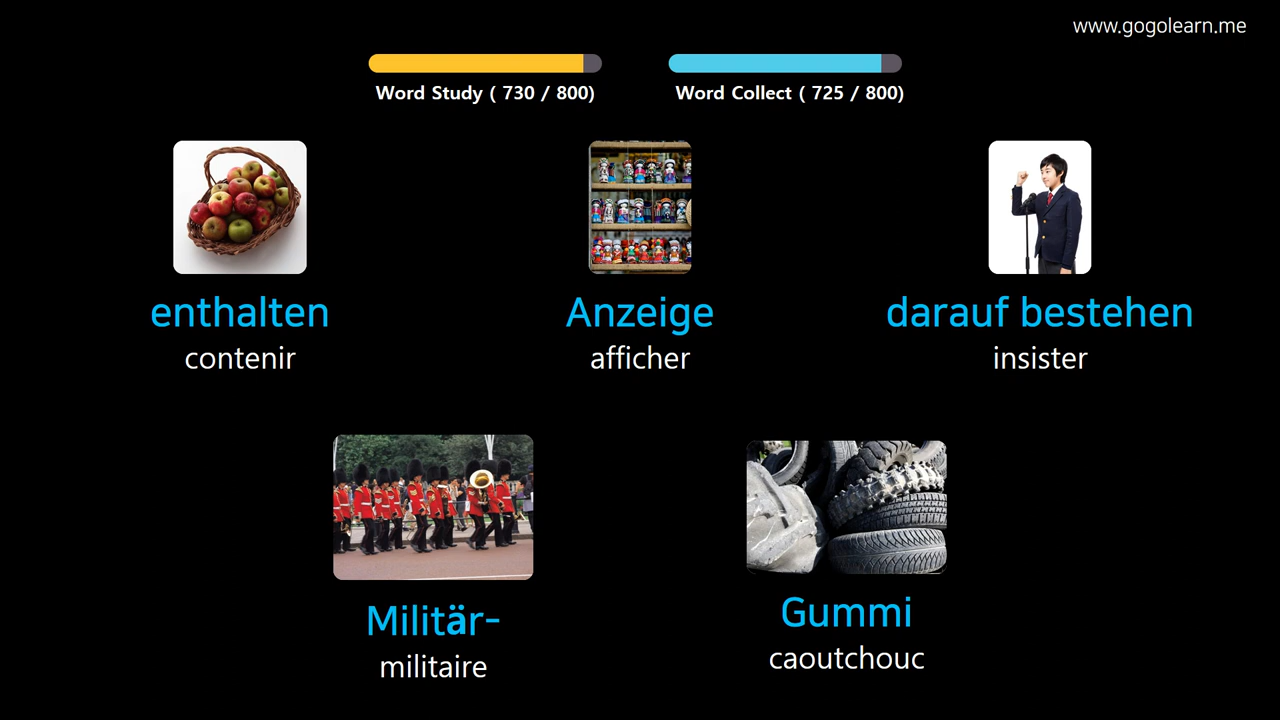 www.gogolearn.me
Word Study ( 730 / 800)
Word Collect ( 725 / 800)
enthalten
contenir
Anzeige
afficher
darauf bestehen
insister
Militär-
militaire
Gummi
caoutchouc